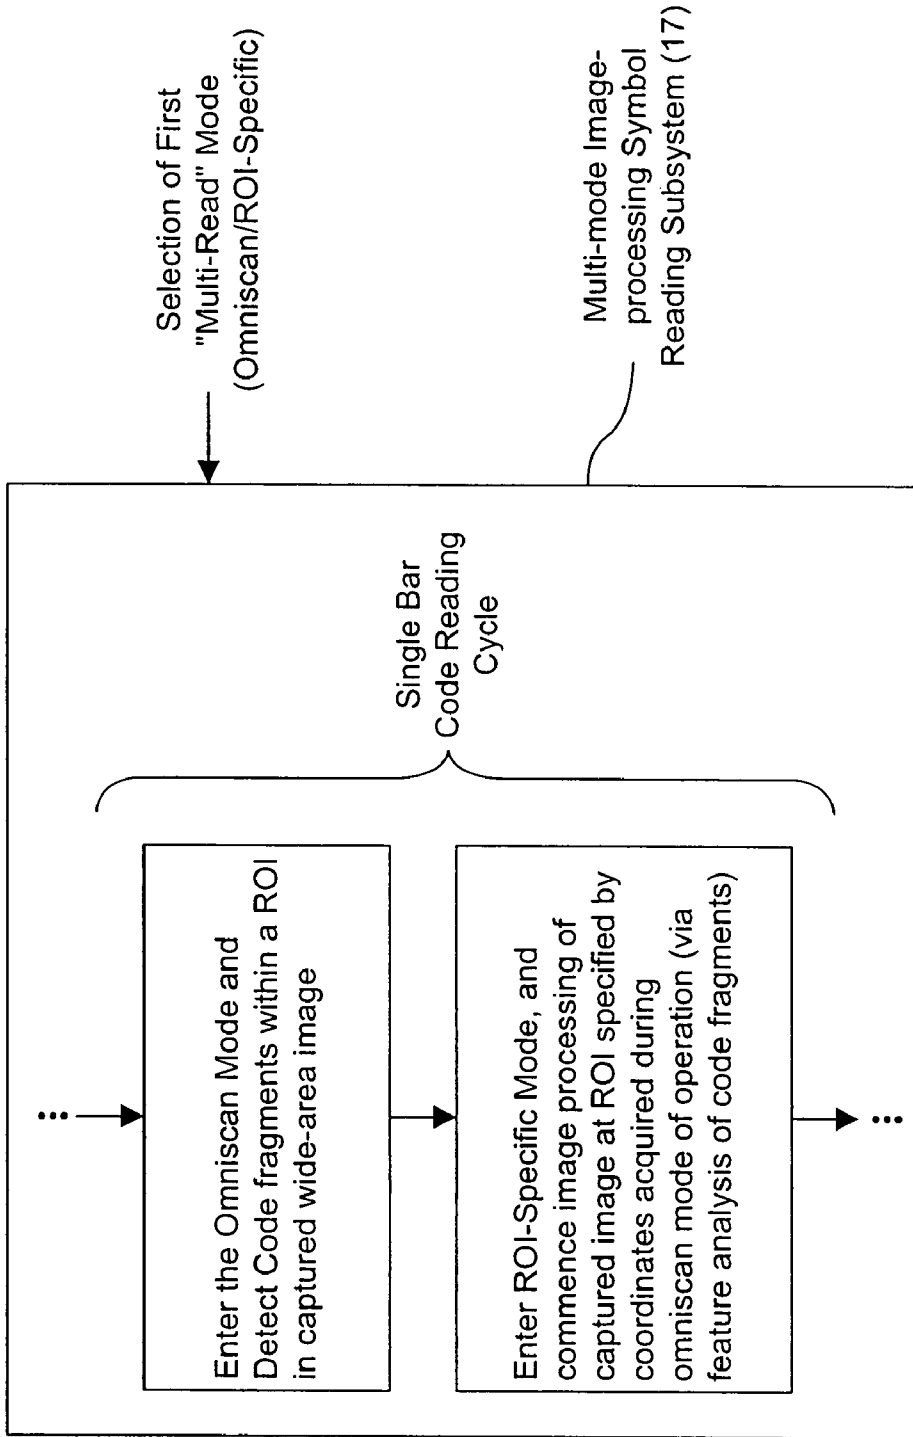 ...
Enter the Omniscan Mode and
Detect Code fragments within a ROI
in captured wide-area image
Enter ROI-Specific Mode, and
commence image processing of
captured image at ROI specified by
coordinates acquired during
omniscan mode of operation (via
feature analysis of code fragments)
...
Single Bar
Code Reading
Cycle
Selection of First
"Multi-Read" Mode
(Omniscan/ROI-Specific)
Multi-mode Image-
processing Symbol
Reading Subsystem (17)